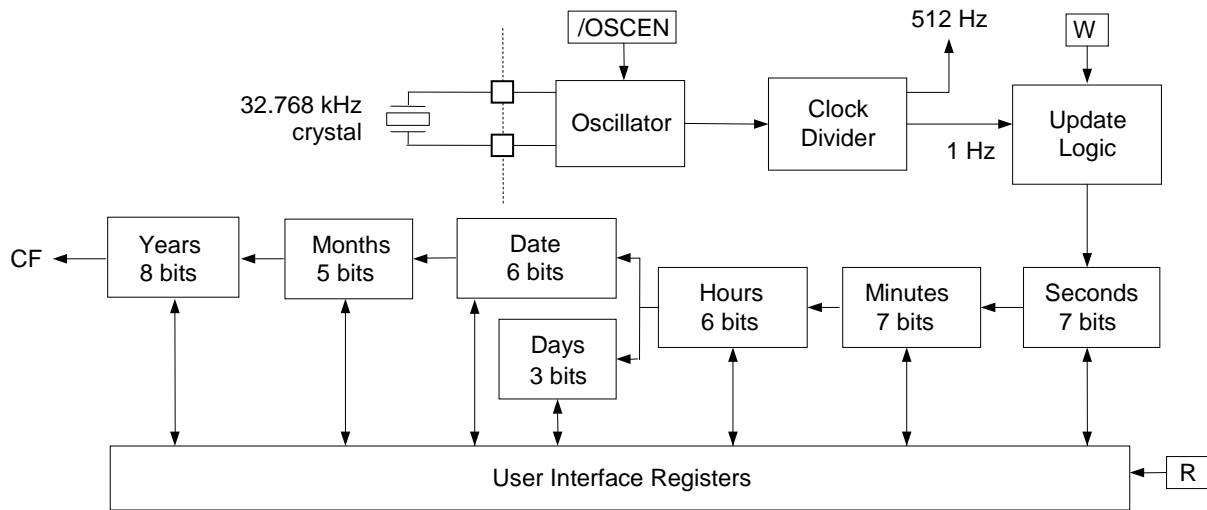 /OSCEN
512 Hz
W
32.768 kHz
crystal
Oscillator
Clock
Divider
1 Hz
Update
Logic
CF
Years
8 bits
Months
5 bits
Date
6 bits
Days
3 bits
Hours
6 bits
Minutes
7 bits
Seconds
7 bits
User Interface Registers
R